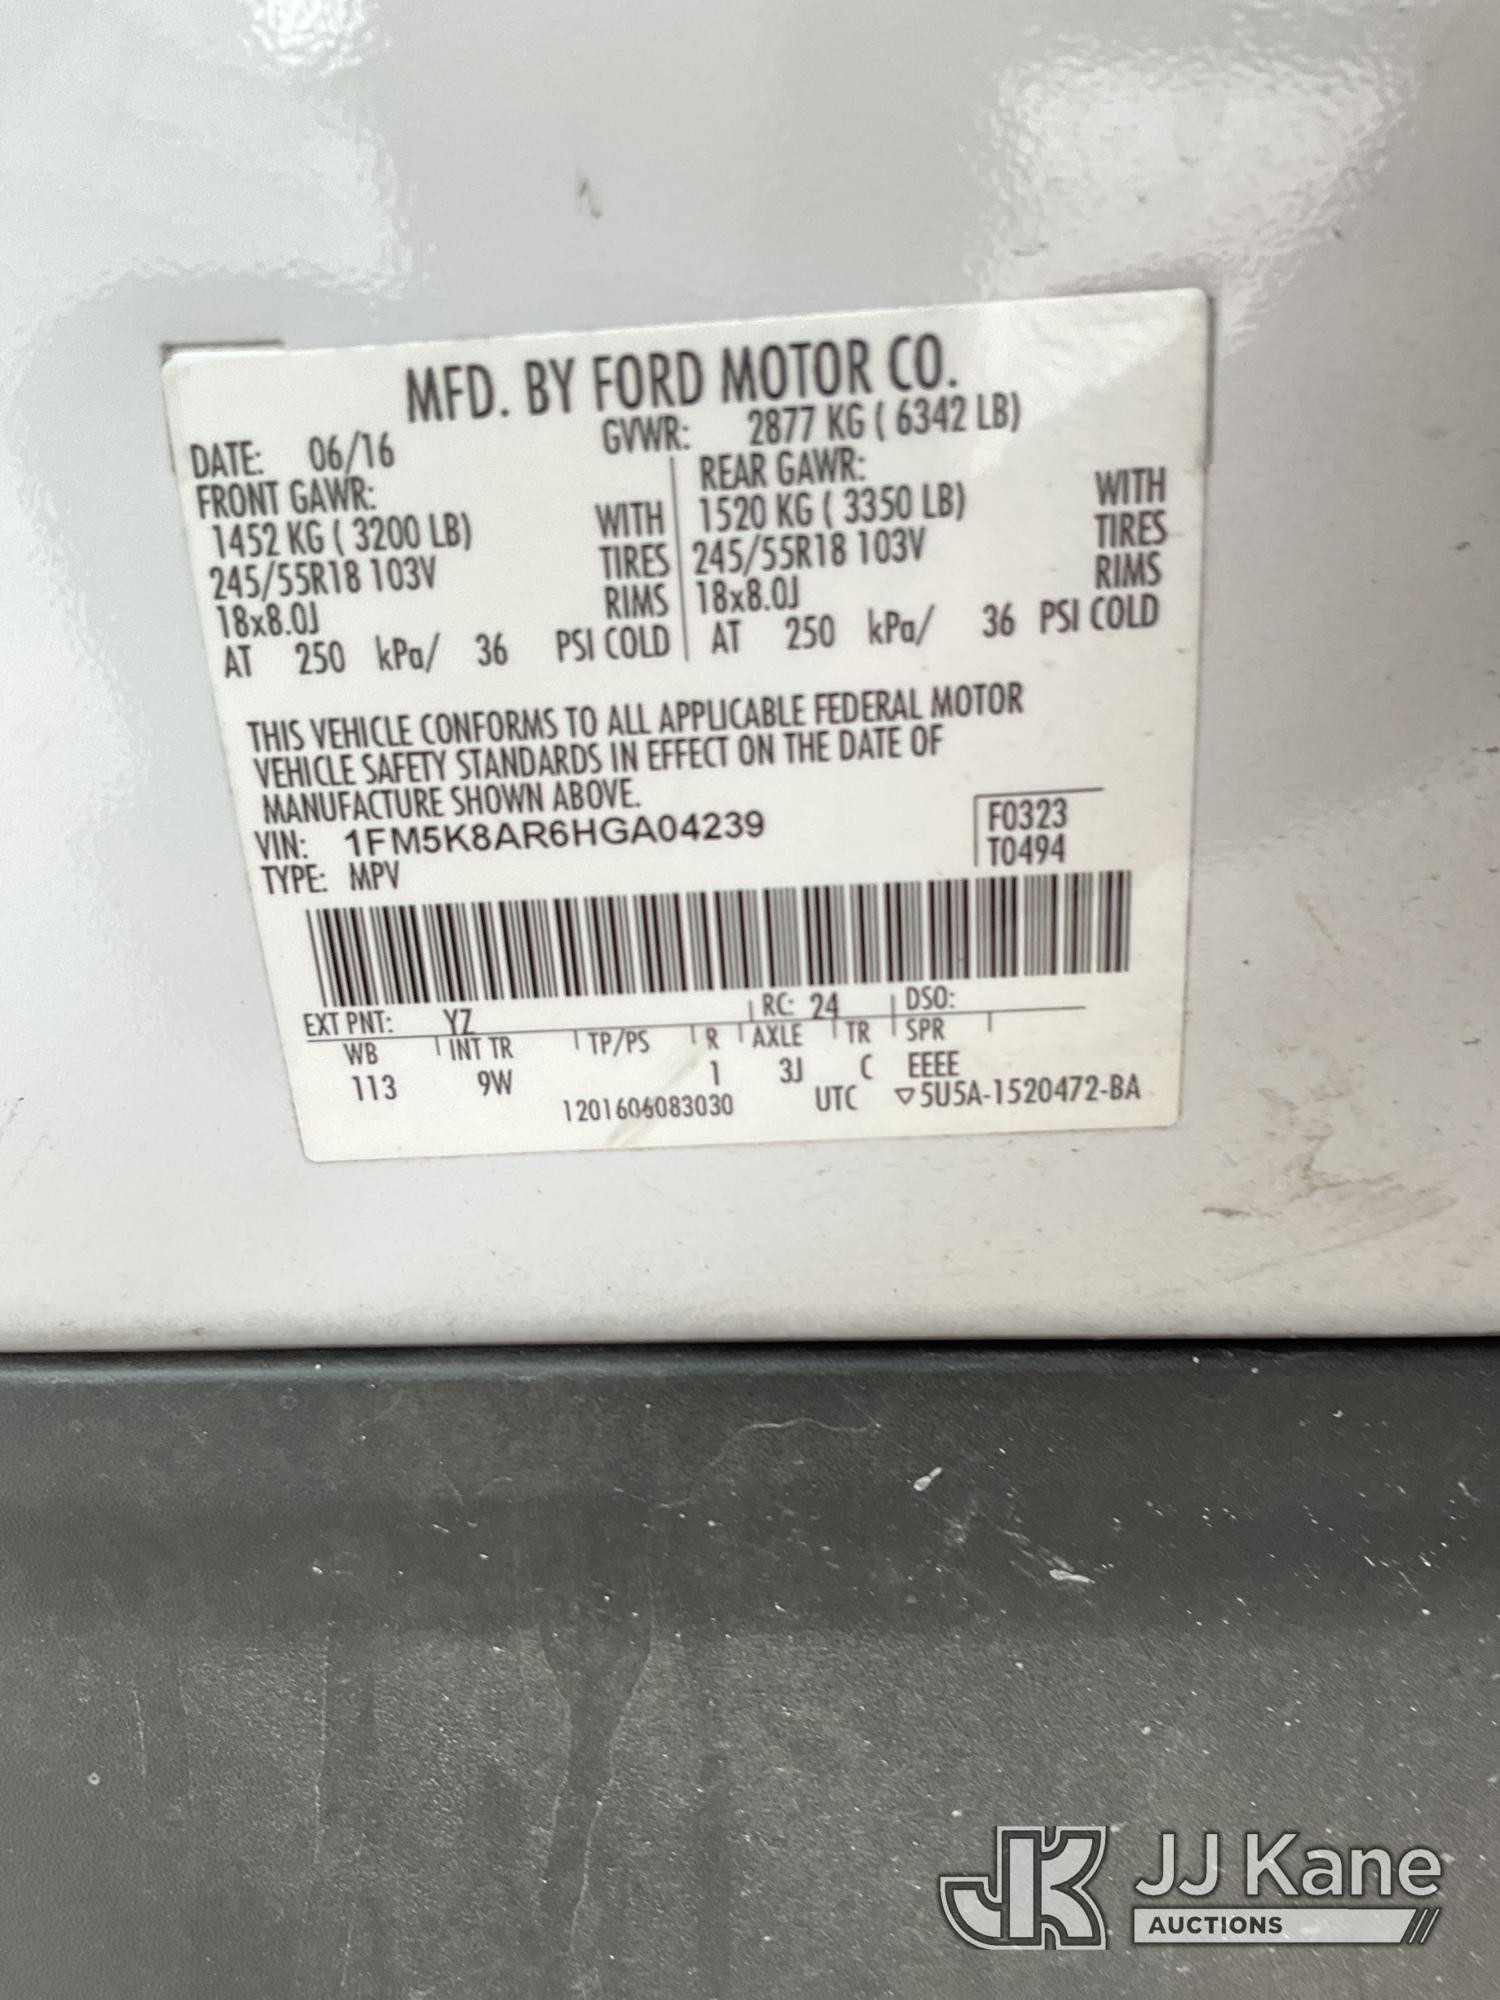 MFD. BY FORD MOTOR CO.
DATE: 06/16 GVWR: 2877 KG ( 6342 LB)
FRONT GAWR: REAR GAWR:
1452 KG ( 3200 LB) WITH 1520 KG ( 3350 LB) WITH
245/55R18 103V TIRES 245/55R18 103V TIRES
18x8.0J RIMS 18x8.0J RIMS
AT 250 kPa/ 36 PSI COLD AT 250 kPa/ 36 PSI COLD
THIS VEHICLE CONFORMS TO ALL APPLICABLE FEDERAL MOTOR
VEHICLE SAFETY STANDARDS IN EFFECT ON THE DATE OF
MANUFACTURE SHOWN ABOVE.
VIN: 1FM5K8AR6HGA04239 F0323
TYPE: MPV T0494
EXT PNT: YZ RC: 24 DSO:
WB INT TR TP/PS R AXLE TR SPR
113 9W 1 3J C EEEE
1201606083030 UTC ▽5U5A-1520472-BA
JK JJ Kane
AUCTIONS